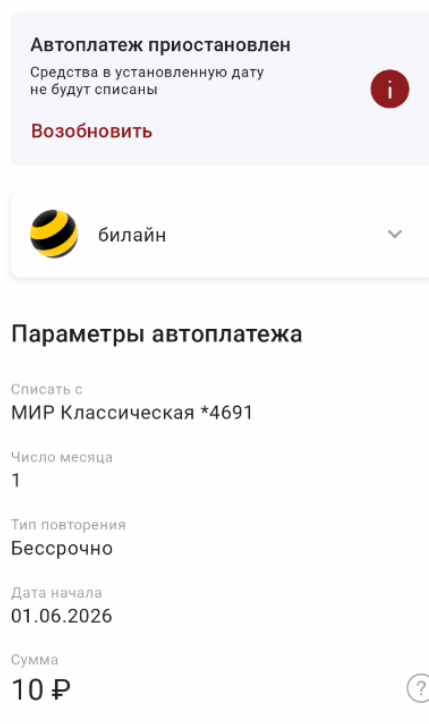 Автоплатеж приостановлен
Средства в установленную дату
не будут списаны
i
Возобновить
билайн
Параметры автоплатежа
Списать с
МИР Классическая *4691
Число месяца
1
Тип повторения
Бессрочно
Дата начала
01.06.2026
Сумма
10 ₽
?